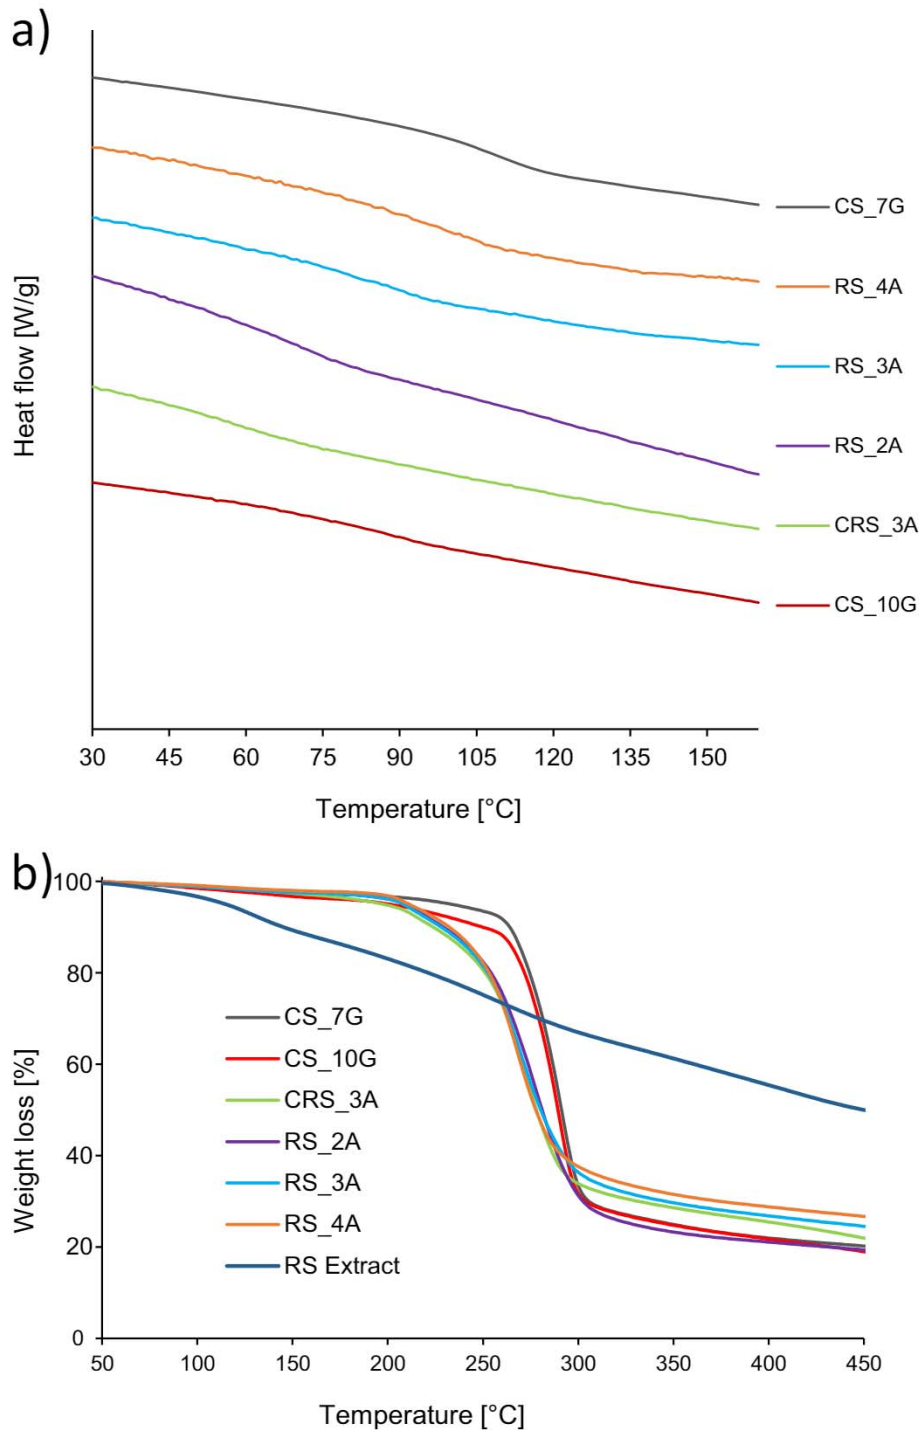 a)
Heat flow [W/g]
CS_7G
RS_4A
RS_3A
RS_2A
CRS_3A
CS_10G
30 45 60 75 90 105 120 135 150
Temperature [°C]
b)
Weight loss [%]
100
80
60
40
20
0
CS_7G
CS_10G
CRS_3A
RS_2A
RS_3A
RS_4A
RS Extract
50 100 150 200 250 300 350 400 450
Temperature [°C]